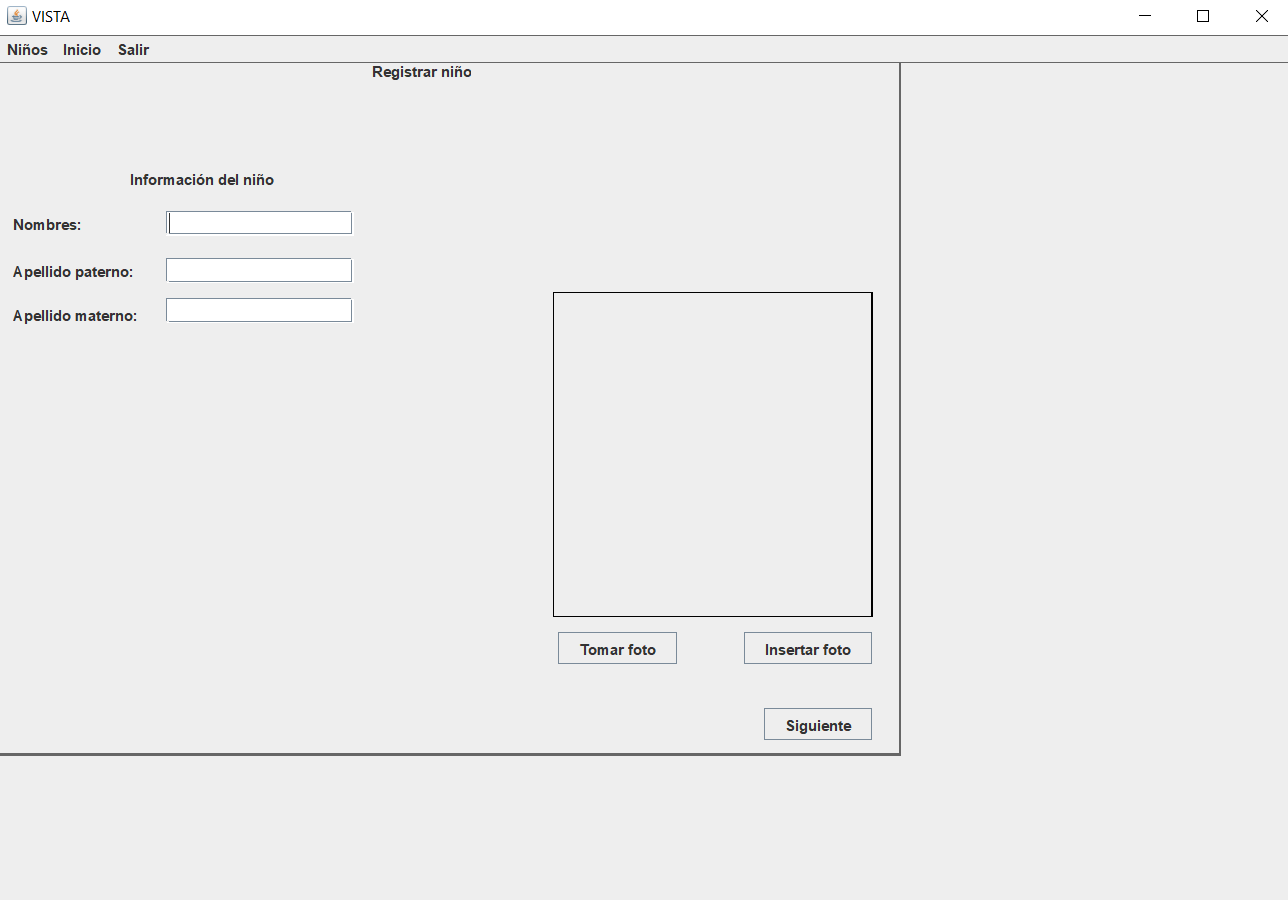 VISTA
Niños Inicio Salir
Registrar niño
Información del niño
Nombres:
Apellido paterno:
Apellido materno:
Tomar foto Insertar foto
Siguiente